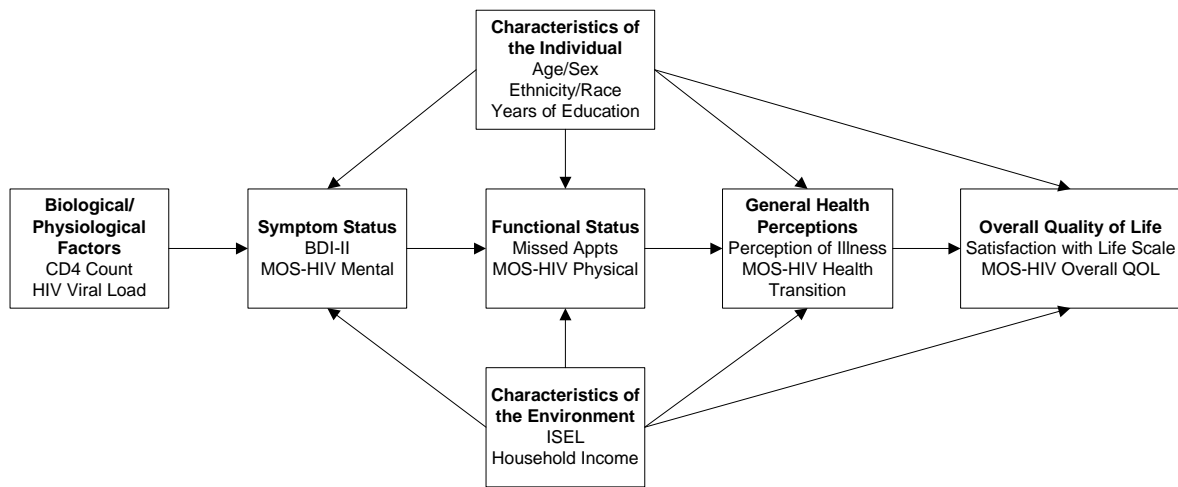 Characteristics of
the Individual
Age/Sex
Ethnicity/Race
Years of Education
Biological/
Physiological
Factors
CD4 Count
HIV Viral Load
Symptom Status
BDI-II
MOS-HIV Mental
Functional Status
Missed Appts
MOS-HIV Physical
General Health
Perceptions
Perception of Illness
MOS-HIV Health
Transition
Overall Quality of Life
Satisfaction with Life Scale
MOS-HIV Overall QOL
Characteristics of
the Environment
ISEL
Household Income